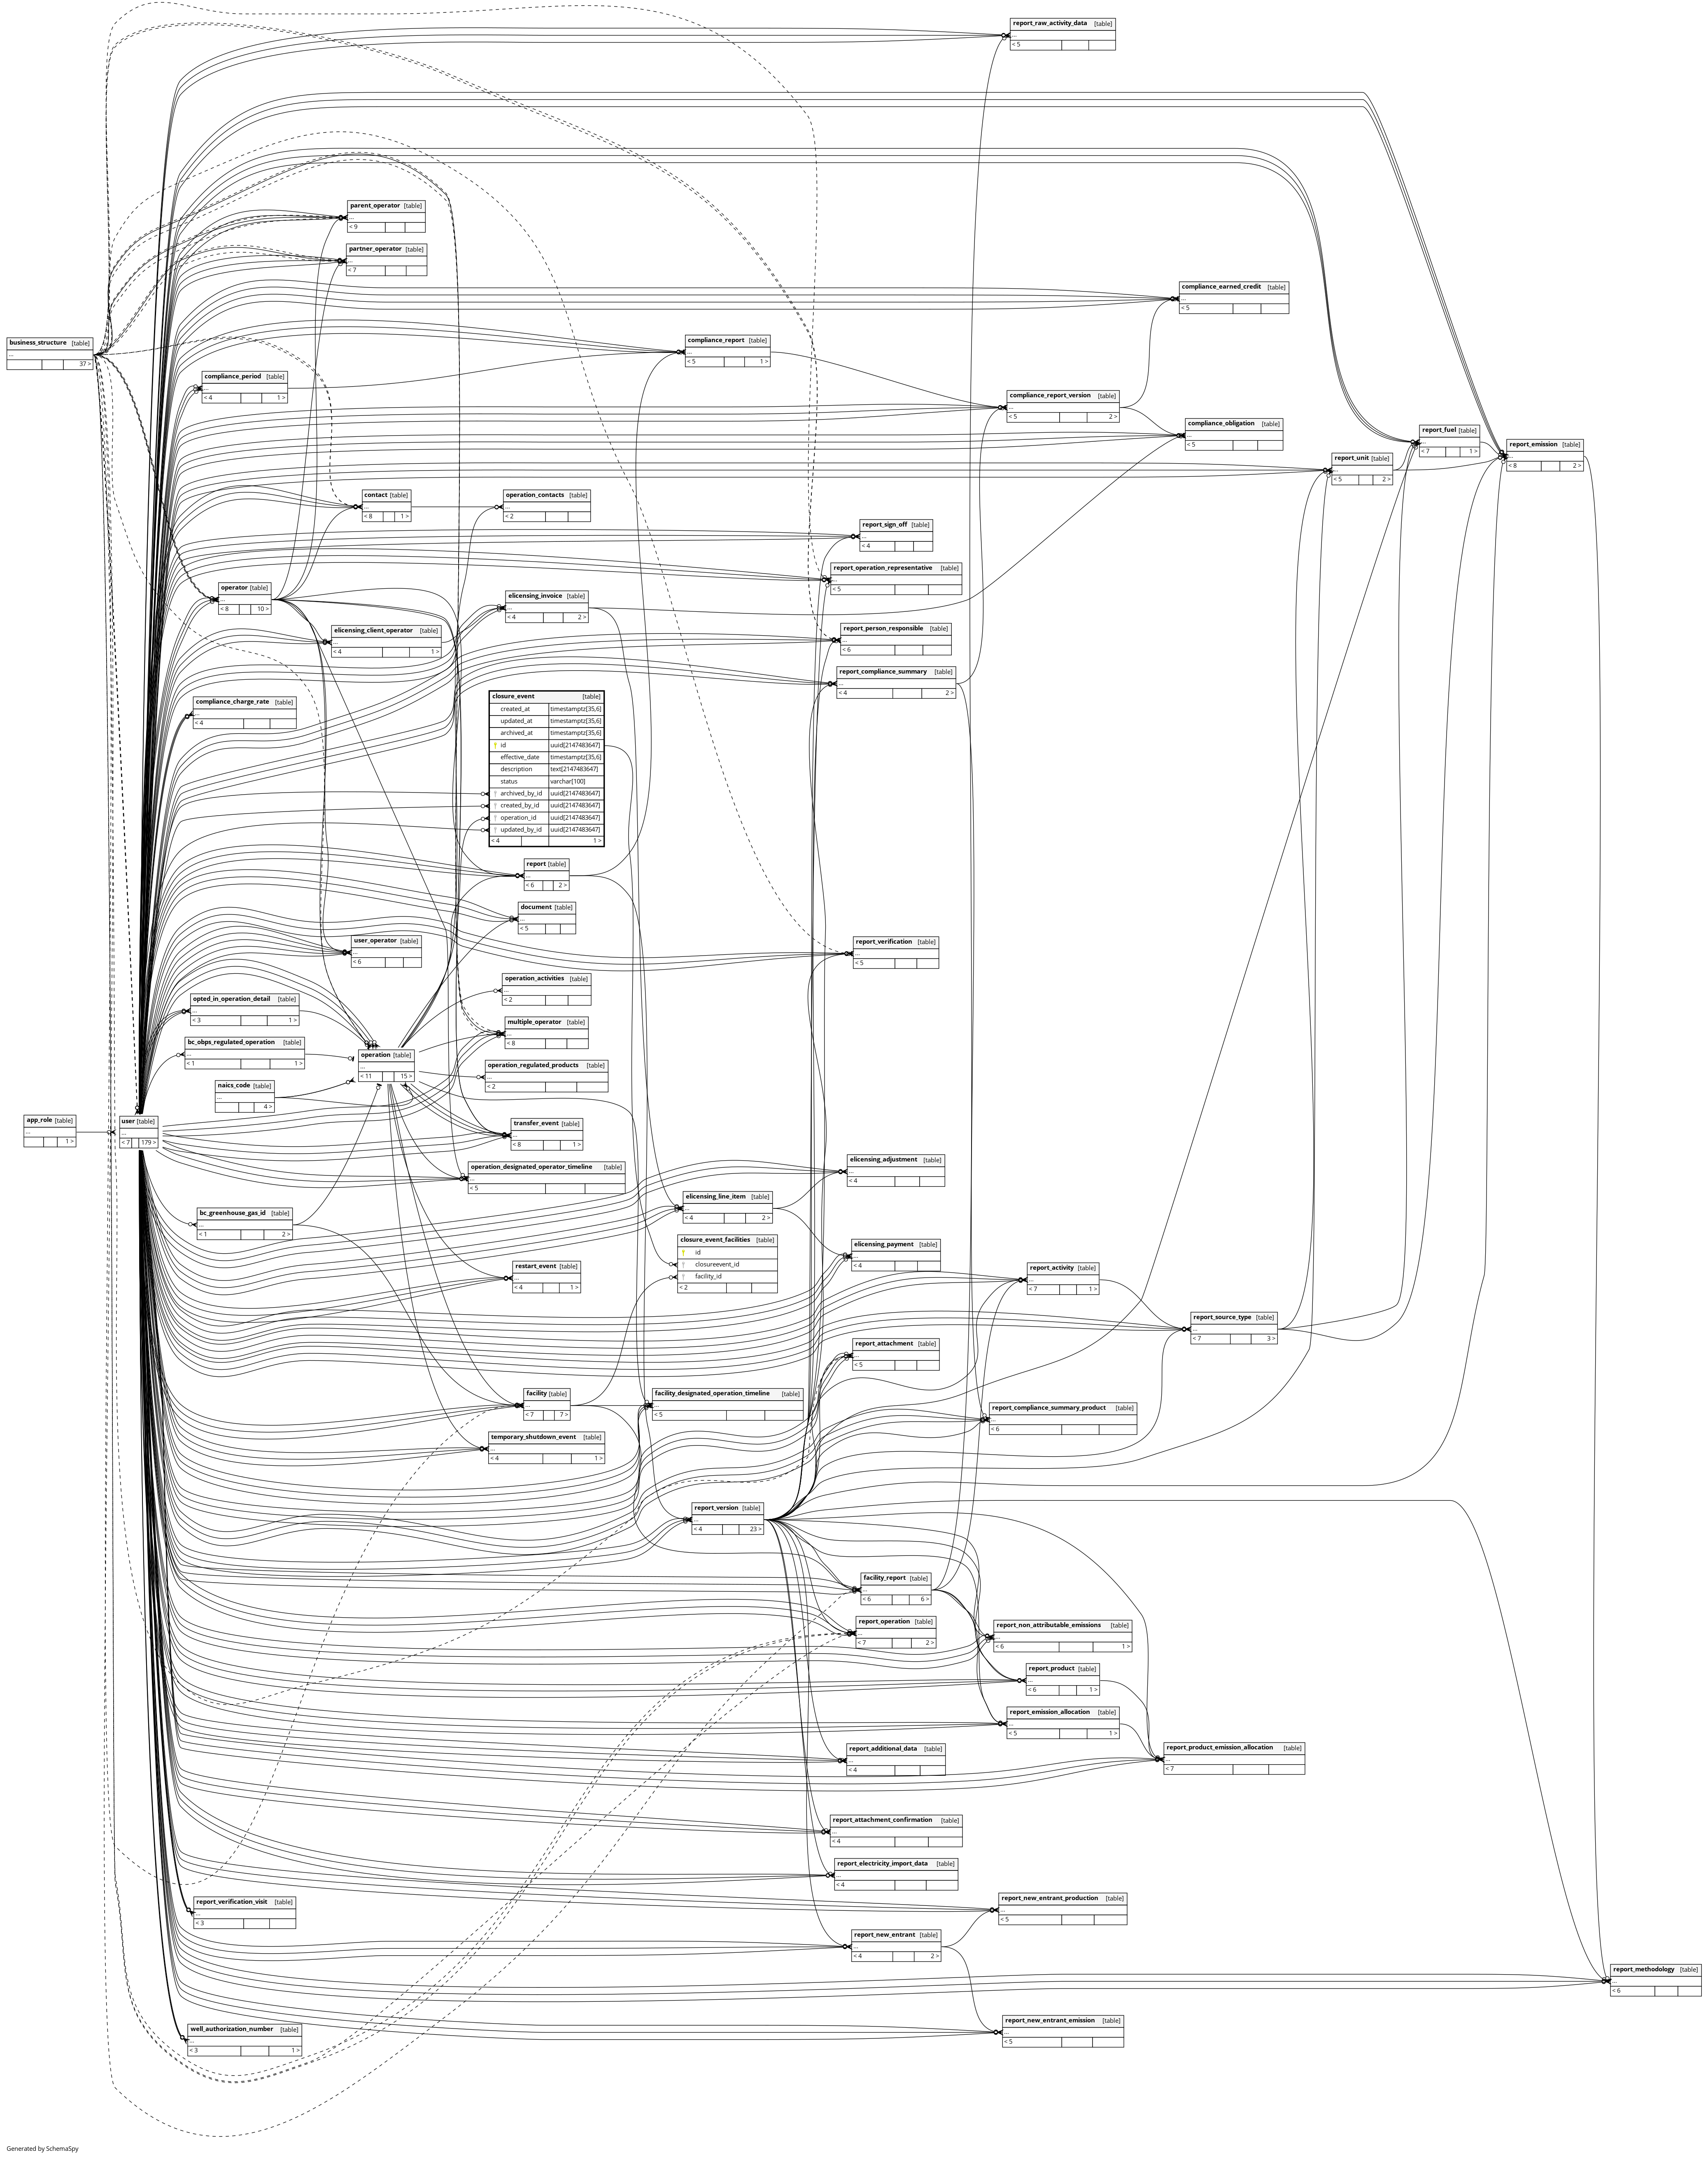 report_raw_activity_data [table]
...
< 5
parent_operator [table]
...
< 9
partner_operator [table]
...
< 7
compliance_earned_credit [table]
...
< 5
business_structure [table]
...
37 >
compliance_report [table]
...
< 5 1 >
compliance_period [table]
...
< 4 1 >
compliance_report_version [table]
...
< 5 2 >
compliance_obligation [table]
...
< 5
report_fuel [table]
...
< 7 1 >
report_emission [table]
...
< 8 2 >
report_unit [table]
...
< 5 2 >
contact [table]
...
< 8 1 >
operation_contacts [table]
...
< 2
report_sign_off [table]
...
< 4
report_operation_representative [table]
...
< 5
operator [table]
...
< 8 10 >
elicensing_invoice [table]
...
< 4 2 >
elicensing_client_operator [table]
...
< 4 1 >
report_person_responsible [table]
...
< 6
report_compliance_summary [table]
...
< 4 2 >
compliance_charge_rate [table]
...
< 4
closure_event [table]
created_at timestamptz[35,6]
updated_at timestamptz[35,6]
archived_at timestamptz[35,6]
id uuid[2147483647]
effective_date timestamptz[35,6]
description text[2147483647]
status varchar[100]
archived_by_id uuid[2147483647]
created_by_id uuid[2147483647]
operation_id uuid[2147483647]
updated_by_id uuid[2147483647]
< 4 1 >
report [table]
...
< 6 2 >
document [table]
...
< 5
user_operator [table]
...
< 6
report_verification [table]
...
< 5
operation_activities [table]
...
< 2
opted_in_operation_detail [table]
...
< 3 1 >
multiple_operator [table]
...
< 8
bc_obps_regulated_operation [table]
...
< 1 1 >
operation [table]
...
< 11 15 >
operation_regulated_products [table]
...
< 2
naics_code [table]
...
4 >
app_role [table]
...
1 >
user [table]
...
< 7 179 >
transfer_event [table]
...
< 8 1 >
operation_designated_operator_timeline [table]
...
< 5
elicensing_adjustment [table]
...
< 4
elicensing_line_item [table]
...
< 4 2 >
bc_greenhouse_gas_id [table]
...
< 1 2 >
closure_event_facilities [table]
id
closureevent_id
facility_id
< 2
elicensing_payment [table]
...
< 4
restart_event [table]
...
< 4 1 >
report_activity [table]
...
< 7 1 >
report_source_type [table]
...
< 7 3 >
report_attachment [table]
...
< 5
facility [table]
...
< 7 7 >
facility_designated_operation_timeline [table]
...
< 5
report_compliance_summary_product [table]
...
< 6
temporary_shutdown_event [table]
...
< 4 1 >
report_version [table]
...
< 4 23 >
facility_report [table]
...
< 6 6 >
report_operation [table]
...
< 7 2 >
report_non_attributable_emissions [table]
...
< 6 1 >
report_product [table]
...
< 6 1 >
report_emission_allocation [table]
...
< 5 1 >
report_additional_data [table]
...
< 4
report_product_emission_allocation [table]
...
< 7
report_attachment_confirmation [table]
...
< 4
report_electricity_import_data [table]
...
< 4
report_verification_visit [table]
...
< 3
report_new_entrant_production [table]
...
< 5
report_new_entrant [table]
...
< 4 2 >
report_methodology [table]
...
< 6
report_new_entrant_emission [table]
...
< 5
well_authorization_number [table]
...
< 3 1 >
Generated by SchemaSpy